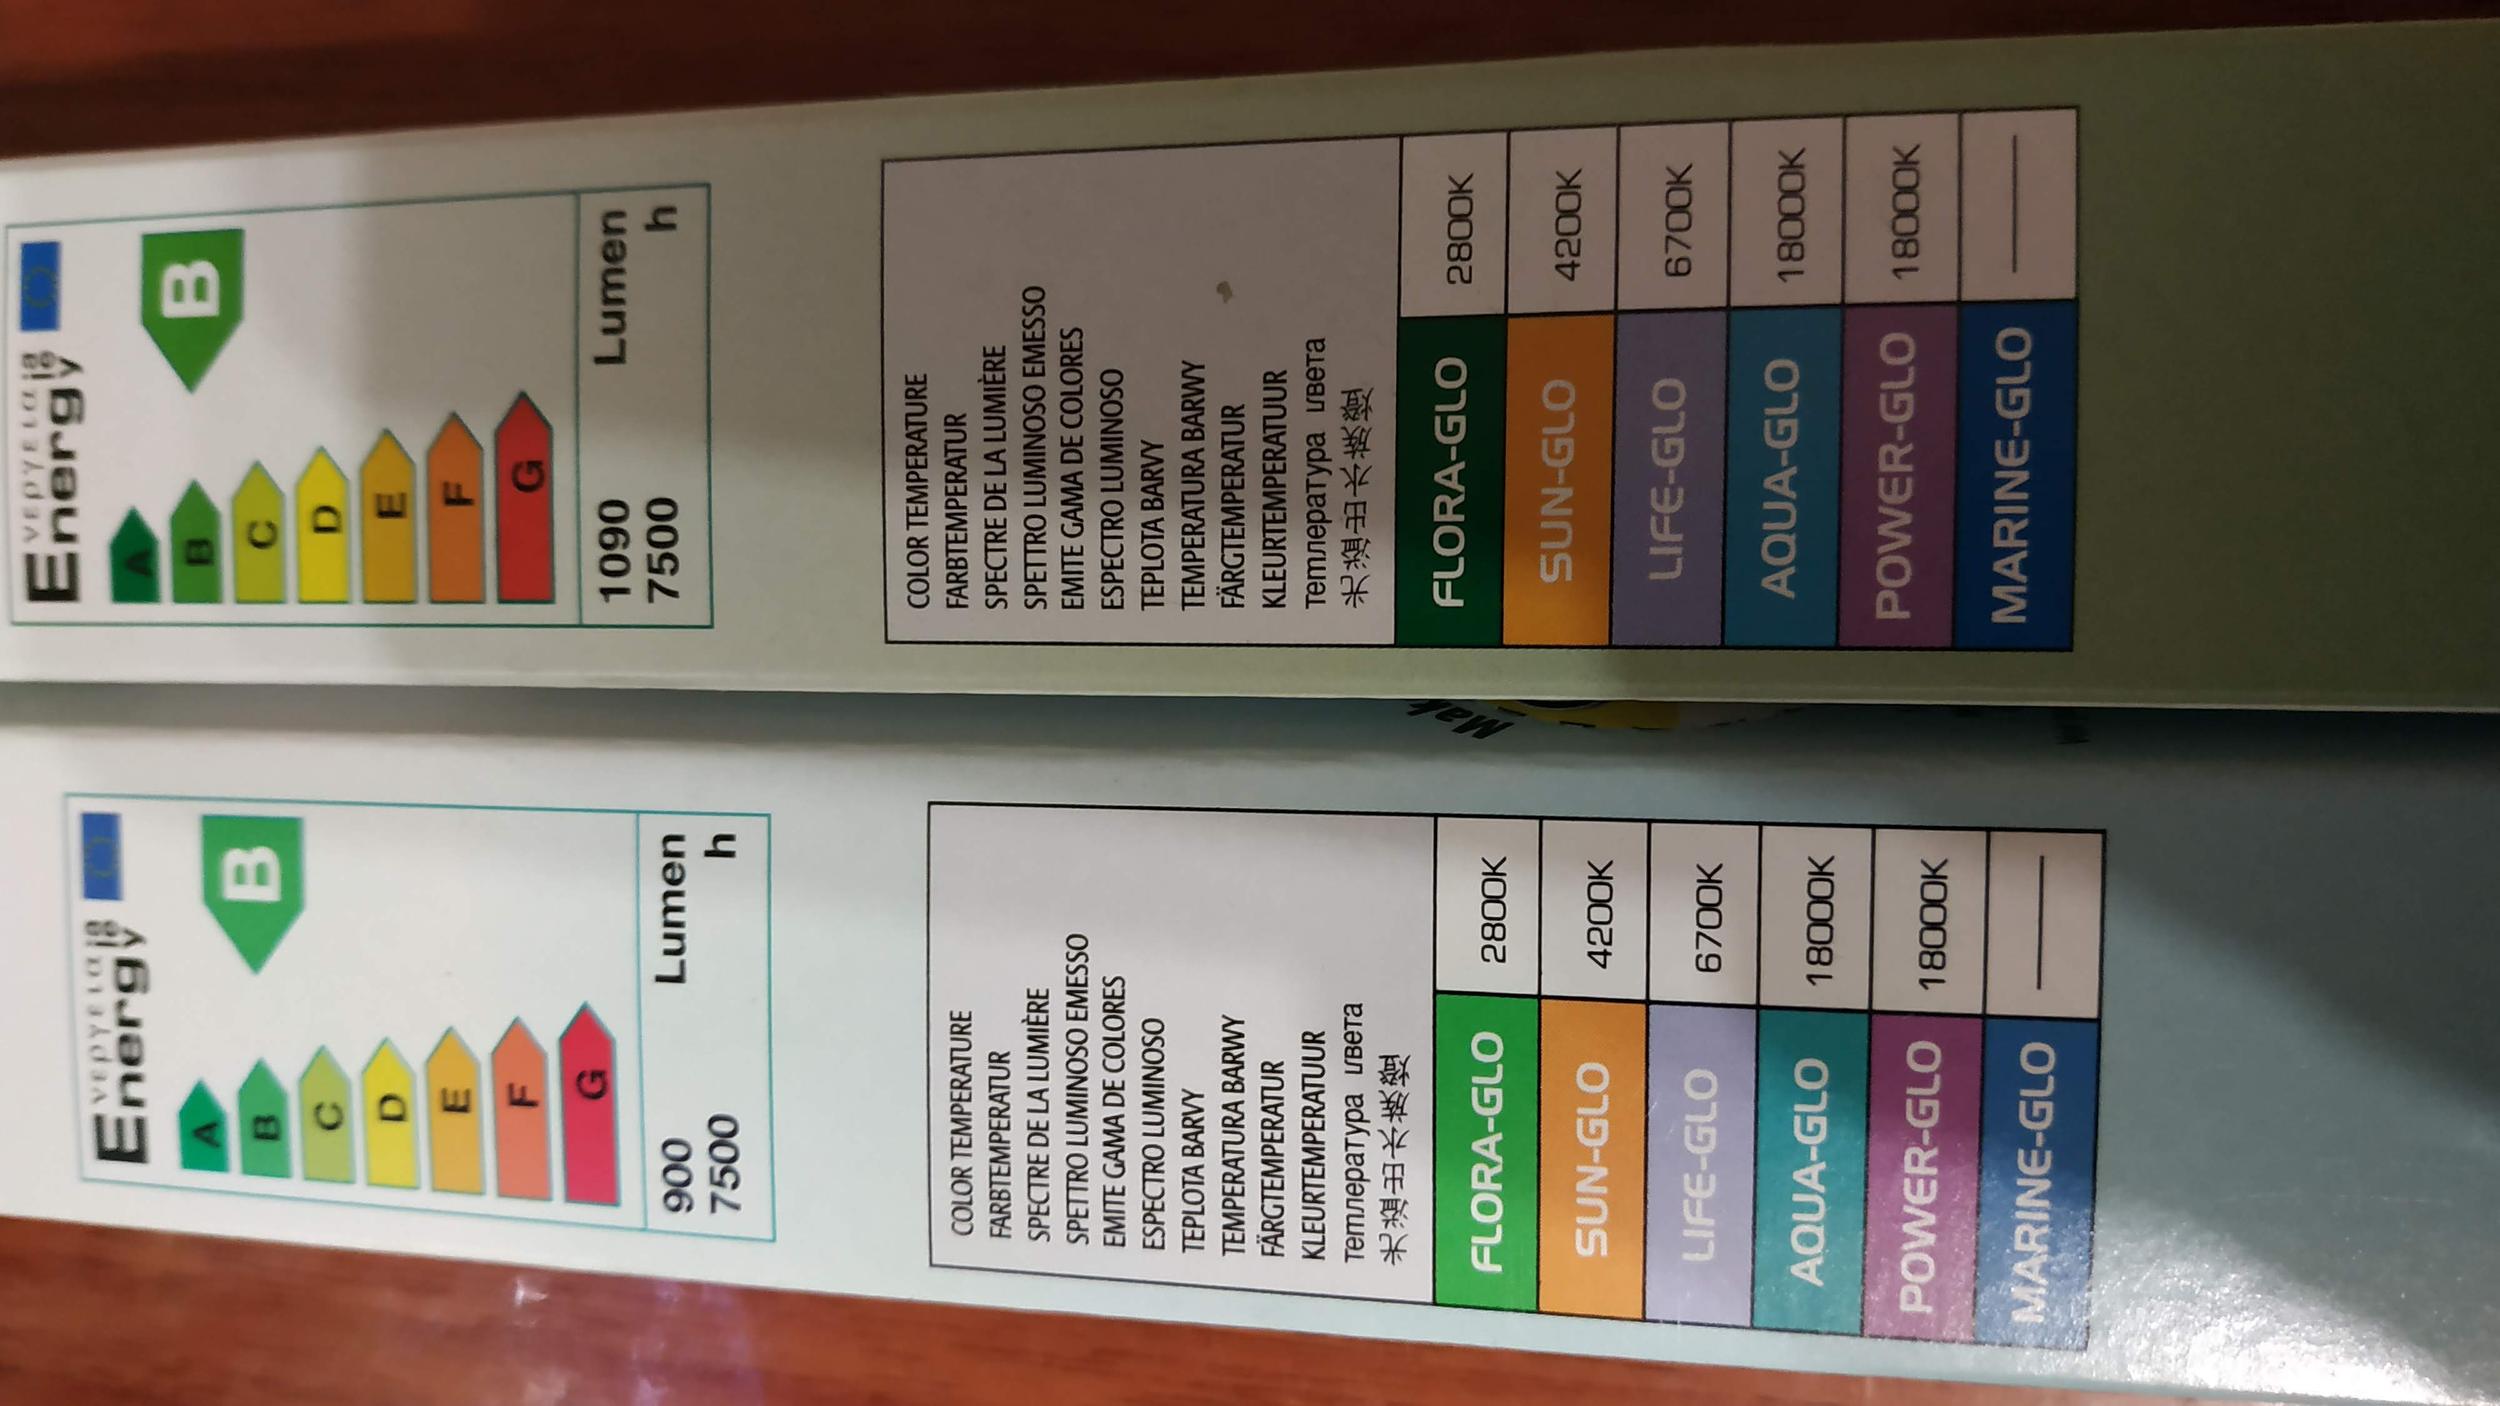 Energy
A
B
C
D
E
F
G
B
1090 Lumen
7500 h
COLOR TEMPERATURE
FARBTEMPERATUR
SPECTRE DE LA LUMIÈRE
SPETTRO LUMINOSO EMESSO
EMITE GAMA DE COLORES
ESPECTRO LUMINOSO
TEPLOTA BARVY
TEMPERATURA BARWY
FÄRGTEMPERATUR
KLEURTEMPERATUUR
FLORA-GLO 2800K
SUN-GLO 4200K
LIFE-GLO 6700K
AQUA-GLO 18000K
POWER-GLO 18000K
MARINE-GLO ——
Mak
Energy
A
B
C
D
E
F
G
B
900 Lumen
7500 h
COLOR TEMPERATURE
FARBTEMPERATUR
SPECTRE DE LA LUMIÈRE
SPETTRO LUMINOSO EMESSO
EMITE GAMA DE COLORES
ESPECTRO LUMINOSO
TEPLOTA BARVY
TEMPERATURA BARWY
FÄRGTEMPERATUR
KLEURTEMPERATUUR
FLORA-GLO 2800K
SUN-GLO 4200K
LIFE-GLO 6700K
AQUA-GLO 18000K
POWER-GLO 18000K
MARINE-GLO ——